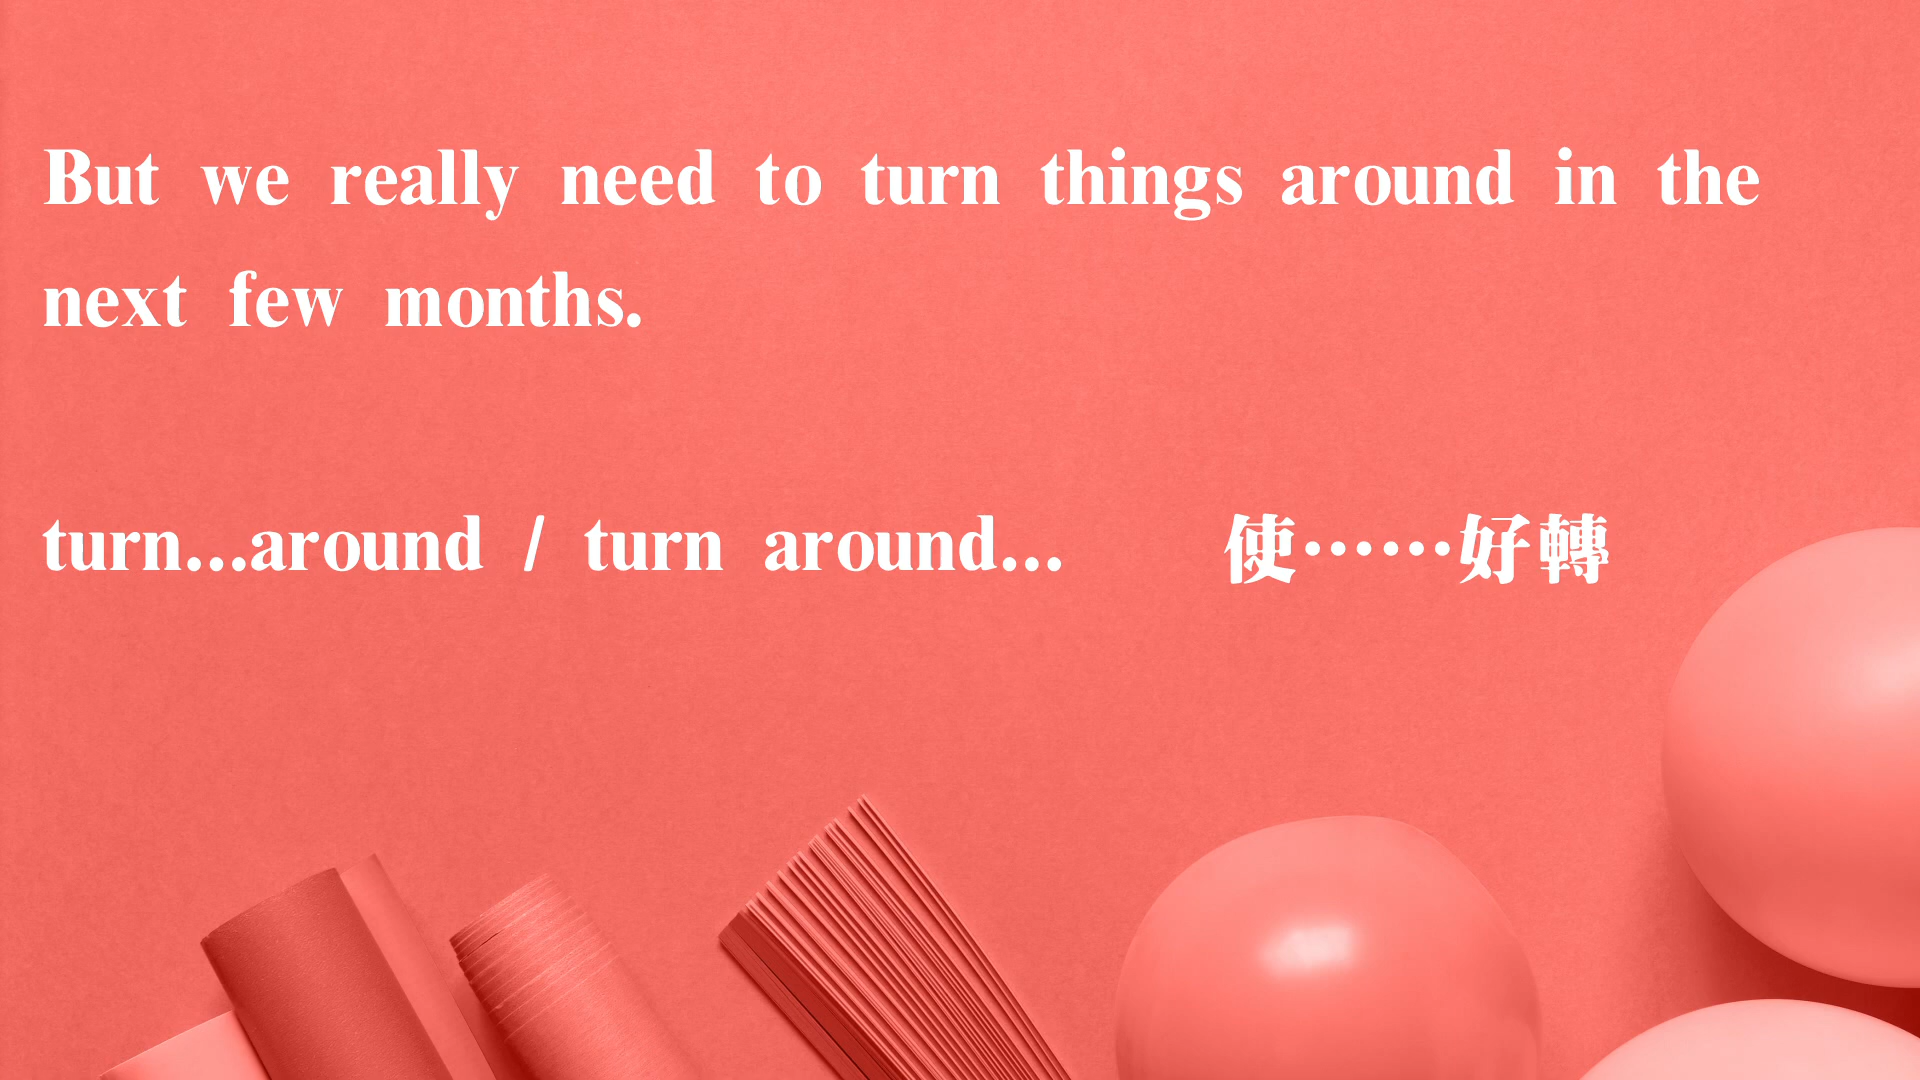 But we really need to turn things around in the
next few months.
turn...around / turn around... 使……好轉